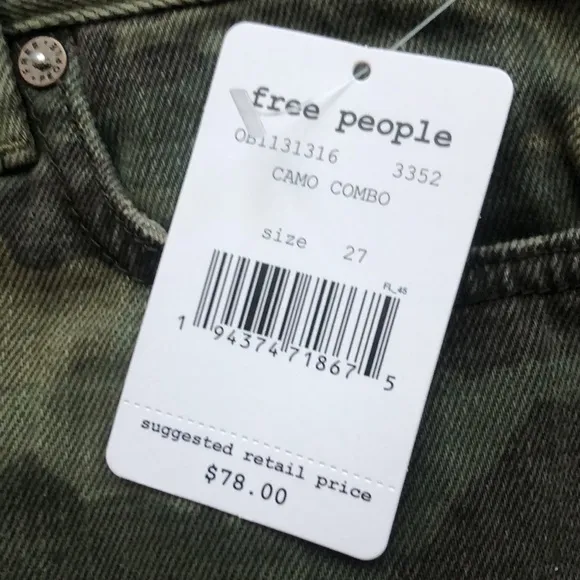 free people
OB1131316 3352
CAMO COMBO
size 27
FL_45
1 94374 71867 5
suggested retail price
$78.00